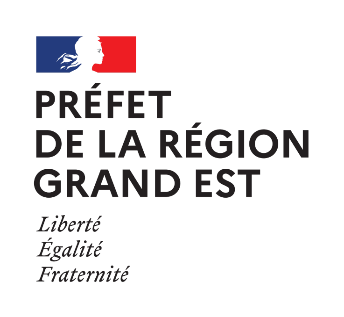 PRÉFET
DE LA RÉGION
GRAND EST
Liberté
Égalité
Fraternité